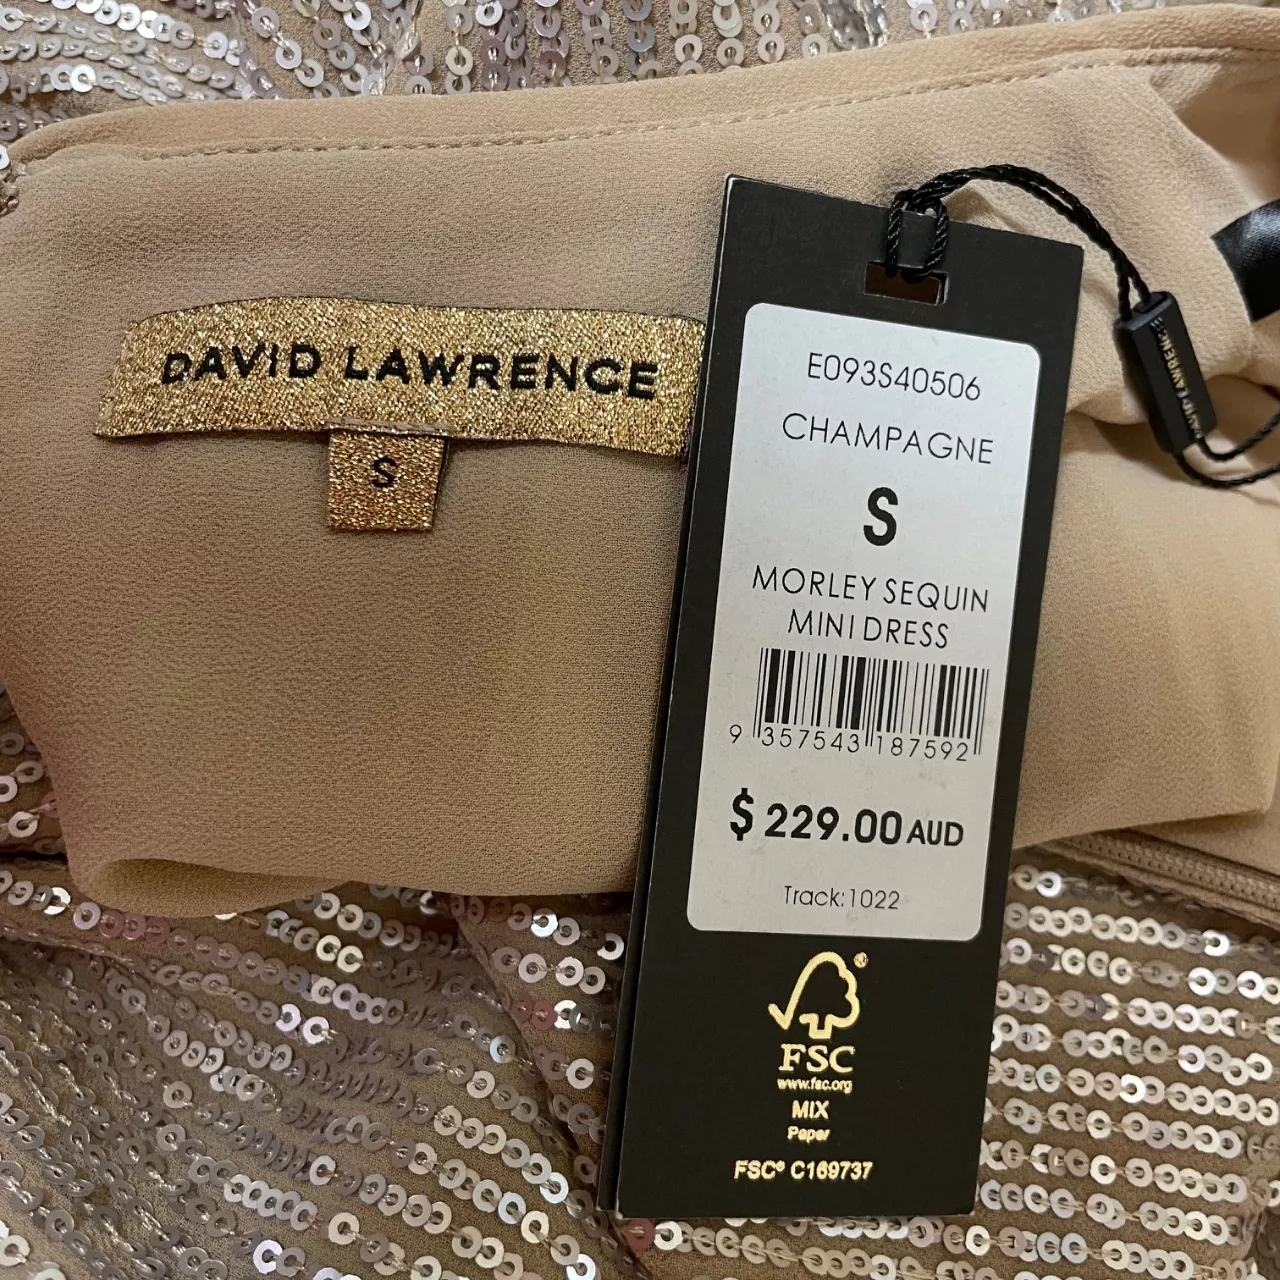 DAVID LAWRENCE
S
E093S40506
CHAMPAGNE
S
MORLEY SEQUIN
MINI DRESS
9 357543 187592
$229.00 AUD
Track:1022
FSC®
www.fsc.org
MIX
Paper
FSC® C169737
DAVID LAWRENCE